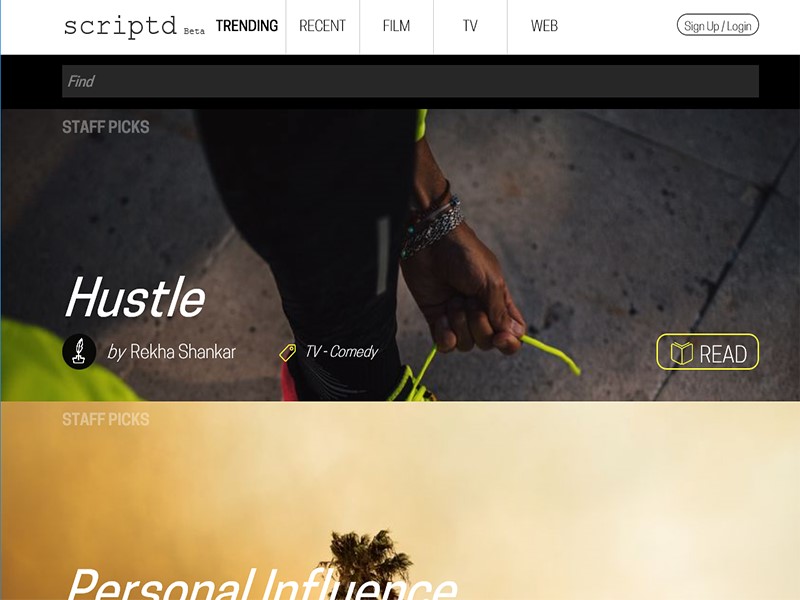 scriptd Beta TRENDING RECENT FILM TV WEB Sign Up / Login
Find
STAFF PICKS
Hustle
by Rekha Shankar TV - Comedy READ
STAFF PICKS
Personal Influence